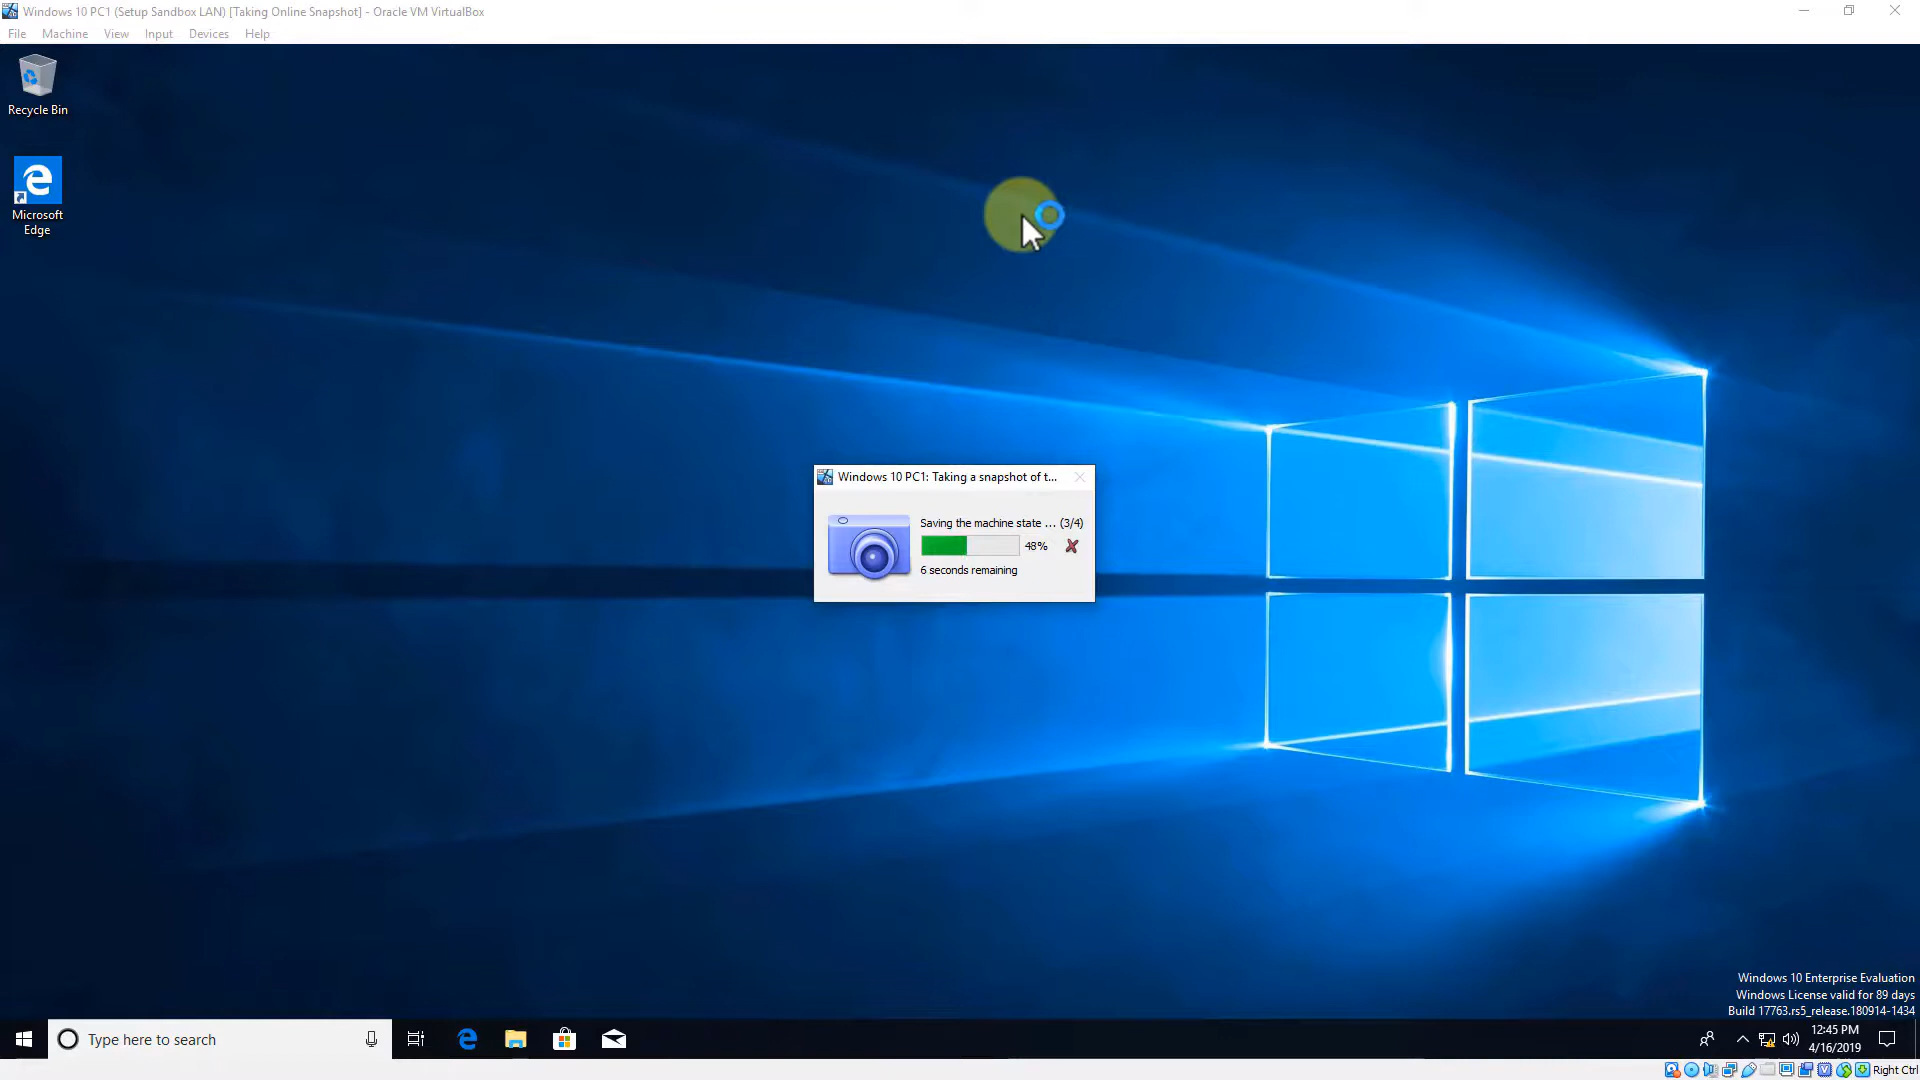 Windows 10 PC1 (Setup Sandbox LAN) [Taking Online Snapshot] - Oracle VM VirtualBox
File Machine View Input Devices Help
Recycle Bin
Microsoft
Edge
Windows 10 PC1: Taking a snapshot of t...
Saving the machine state ... (3/4)
48%
6 seconds remaining
Windows 10 Enterprise Evaluation
Windows License valid for 89 days
Build 17763.rs5_release.180914-1434
Type here to search
12:45 PM
4/16/2019
Right Ctrl